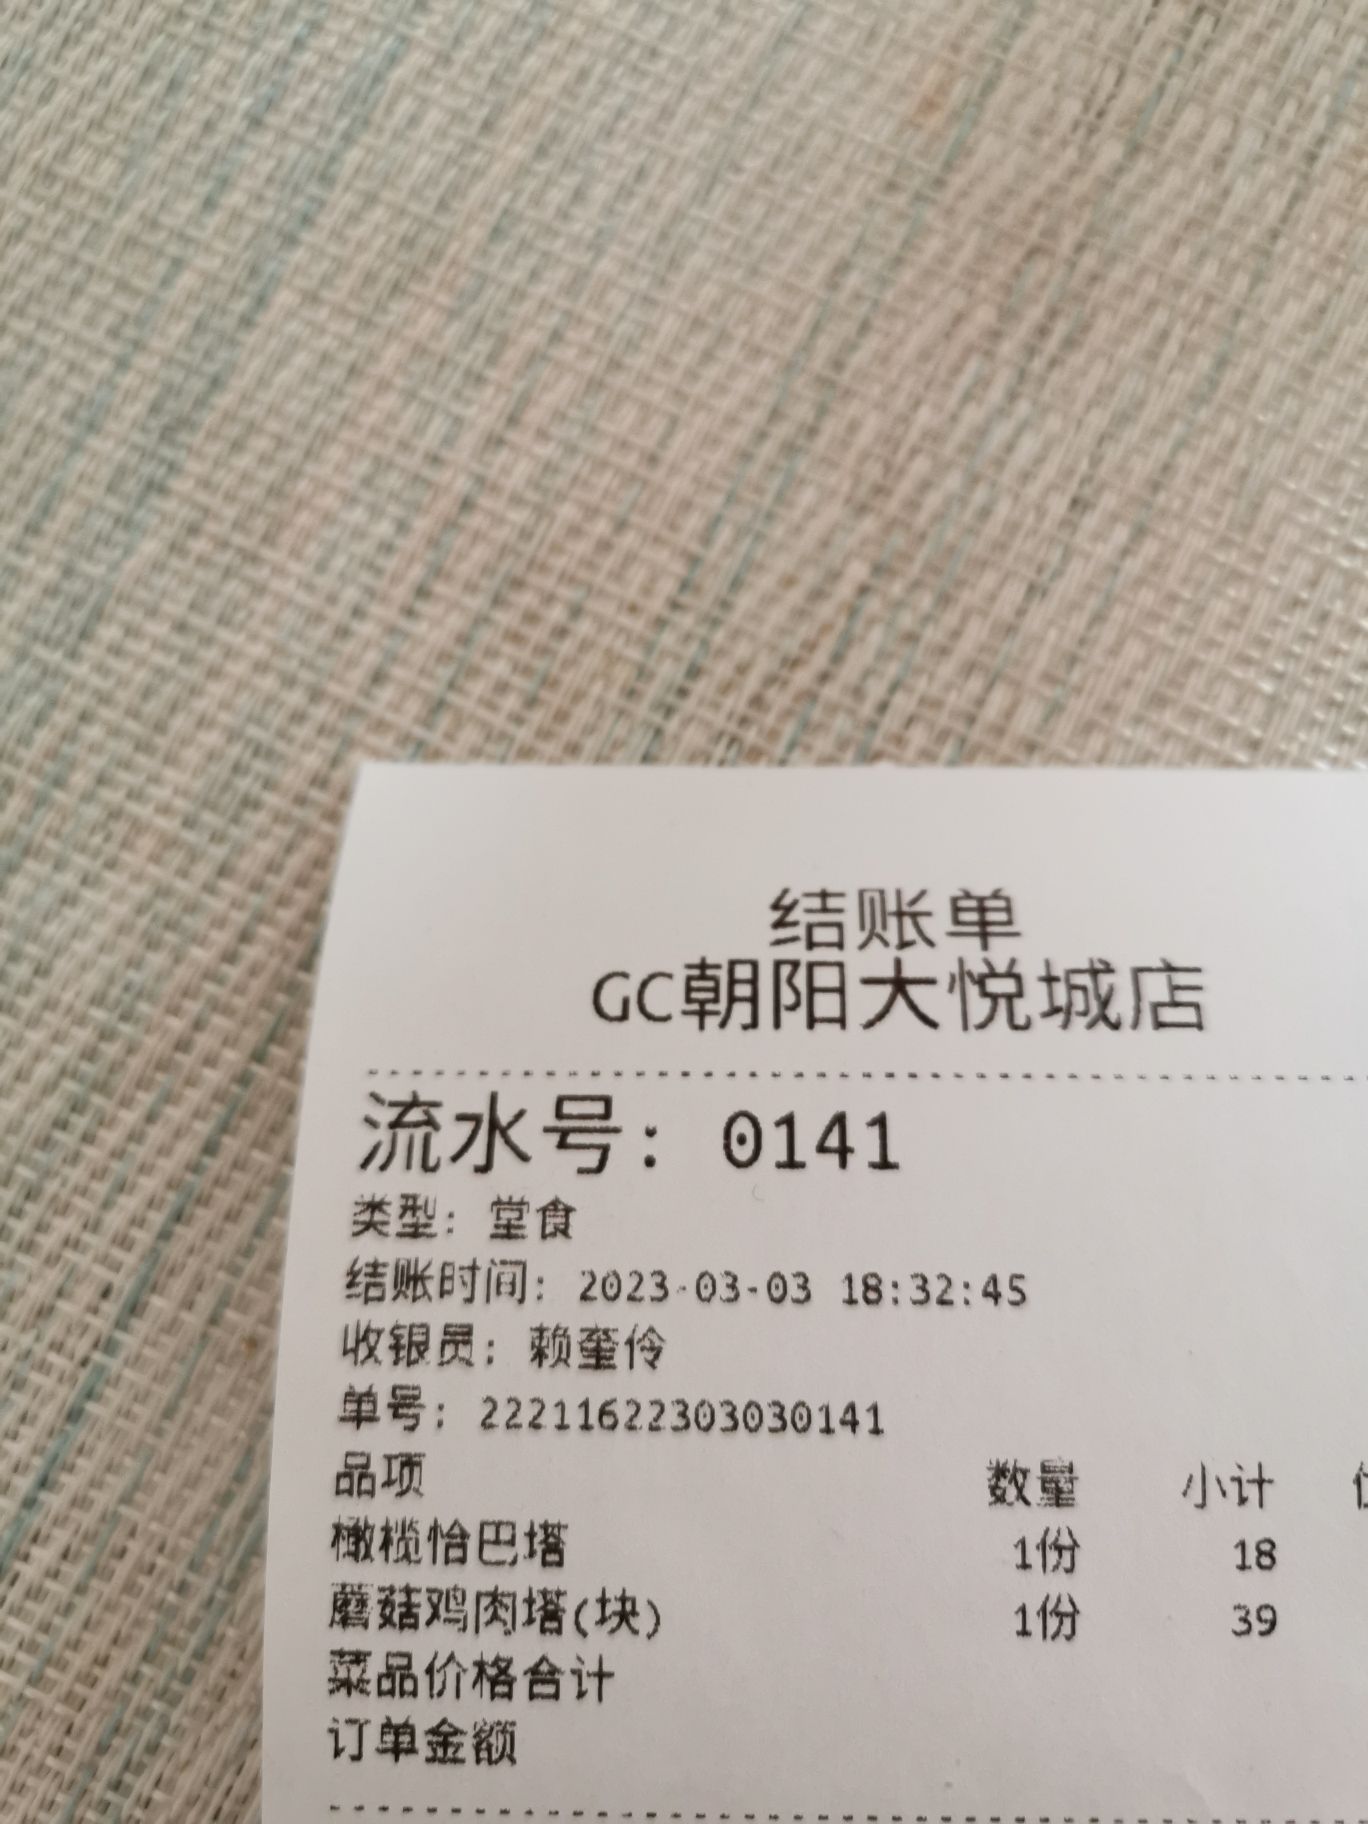 结账单
GC朝阳大悦城店
流水号: 0141
类型: 堂食
结账时间: 2023-03-03 18:32:45
收银员: 赖奎伶
单号: 22211622303030141
品项 数量 小计
橄榄恰巴塔 1份 18
蘑菇鸡肉塔(块) 1份 39
菜品价格合计
订单金额